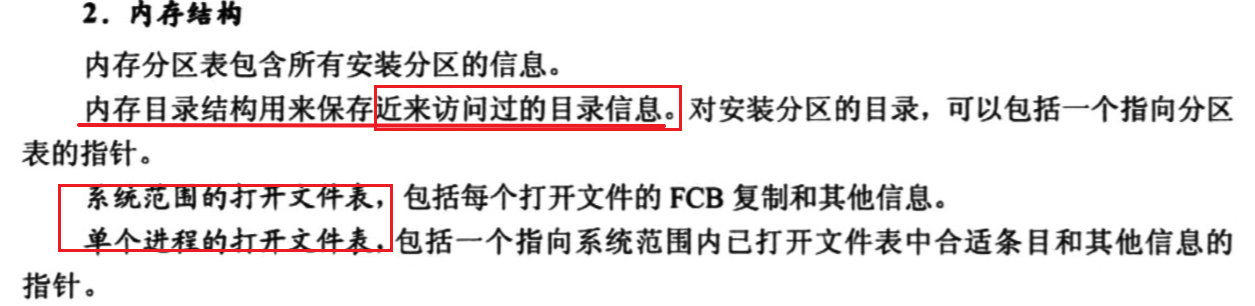 2．内存结构
内存分区表包含所有安装分区的信息。
内存目录结构用来保存近来访问过的目录信息。对安装分区的目录，可以包括一个指向分区
表的指针。
系统范围的打开文件表，包括每个打开文件的 FCB 复制和其他信息。
单个进程的打开文件表，包括一个指向系统范围内已打开文件表中合适条目和其他信息的
指针。